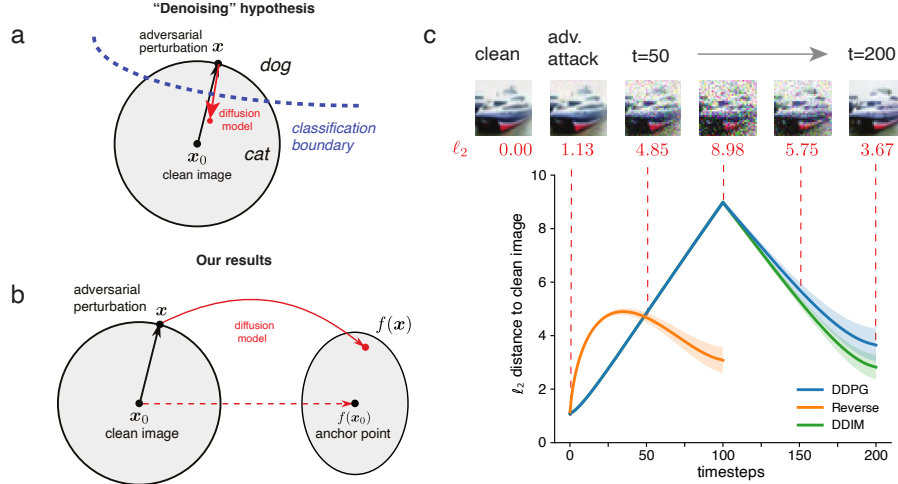 "Denoising" hypothesis
a
adversarial
perturbation
x
dog
diffusion
model
classification
boundary
x₀
cat
clean image
Our results
b
adversarial
perturbation
x
diffusion
model
f(x)
x₀
clean image
f(x₀)
anchor point
c
clean
adv.
attack
t=50
t=200
ℓ₂
0.00
1.13
4.85
8.98
5.75
3.67
ℓ₂ distance to clean image
10
8
6
4
2
0
DDPG
Reverse
DDIM
0
50
100
150
200
timesteps